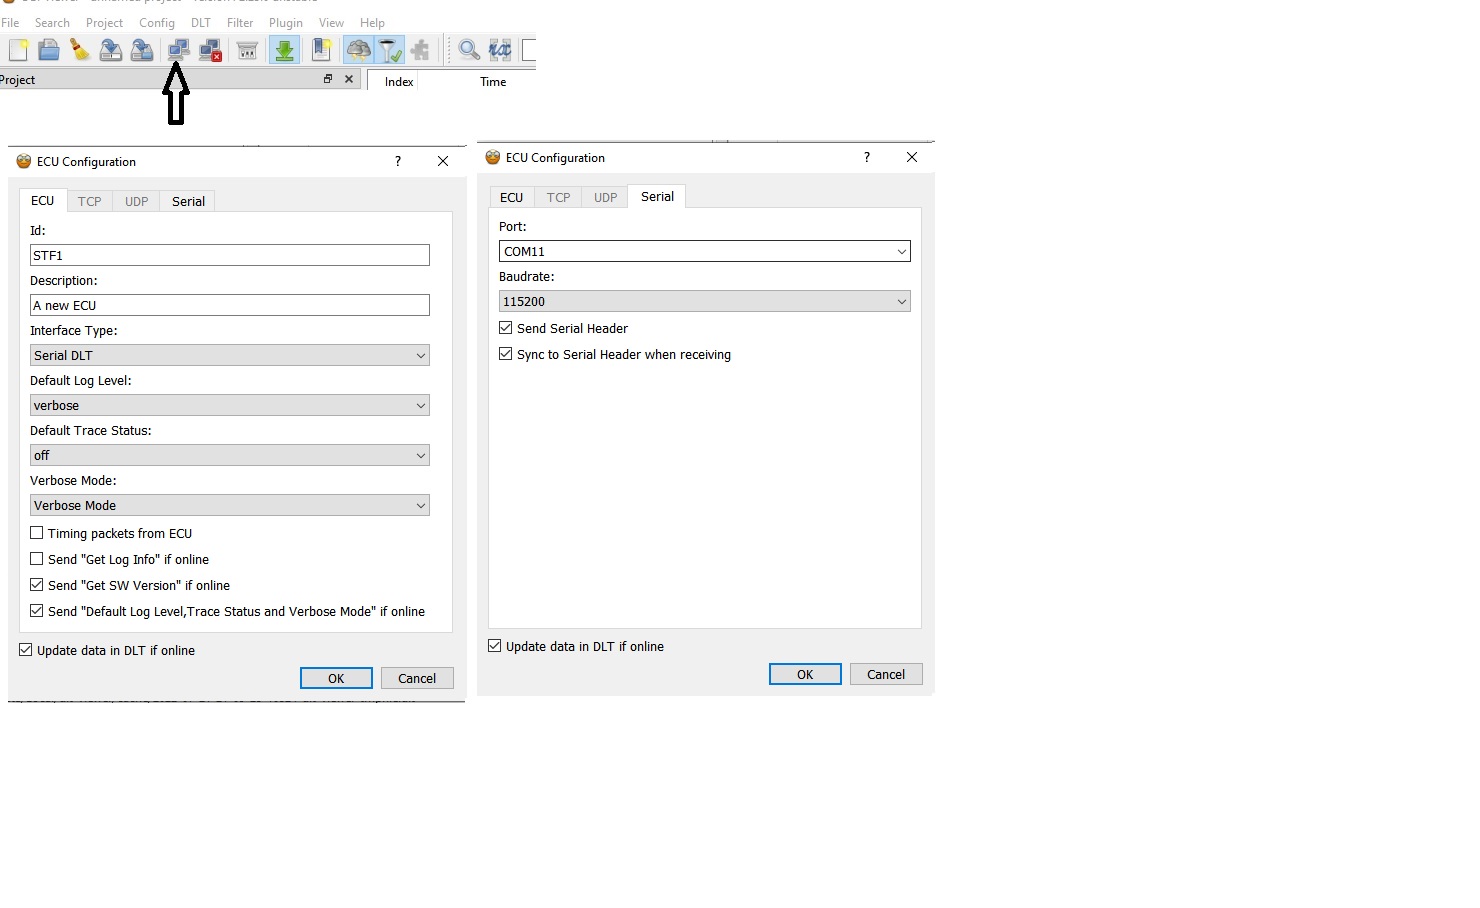 File Search Project Config DLT Filter Plugin View Help
Project
Index Time
ECU Configuration ?
ECU TCP UDP Serial
Id:
STF1
Description:
A new ECU
Interface Type:
Serial DLT
Default Log Level:
verbose
Default Trace Status:
off
Verbose Mode:
Verbose Mode
Timing packets from ECU
Send "Get Log Info" if online
Send "Get SW Version" if online
Send "Default Log Level,Trace Status and Verbose Mode" if online
Update data in DLT if online
OK Cancel
ECU Configuration ?
ECU TCP UDP Serial
Port:
COM11
Baudrate:
115200
Send Serial Header
Sync to Serial Header when receiving
Update data in DLT if online
OK Cancel